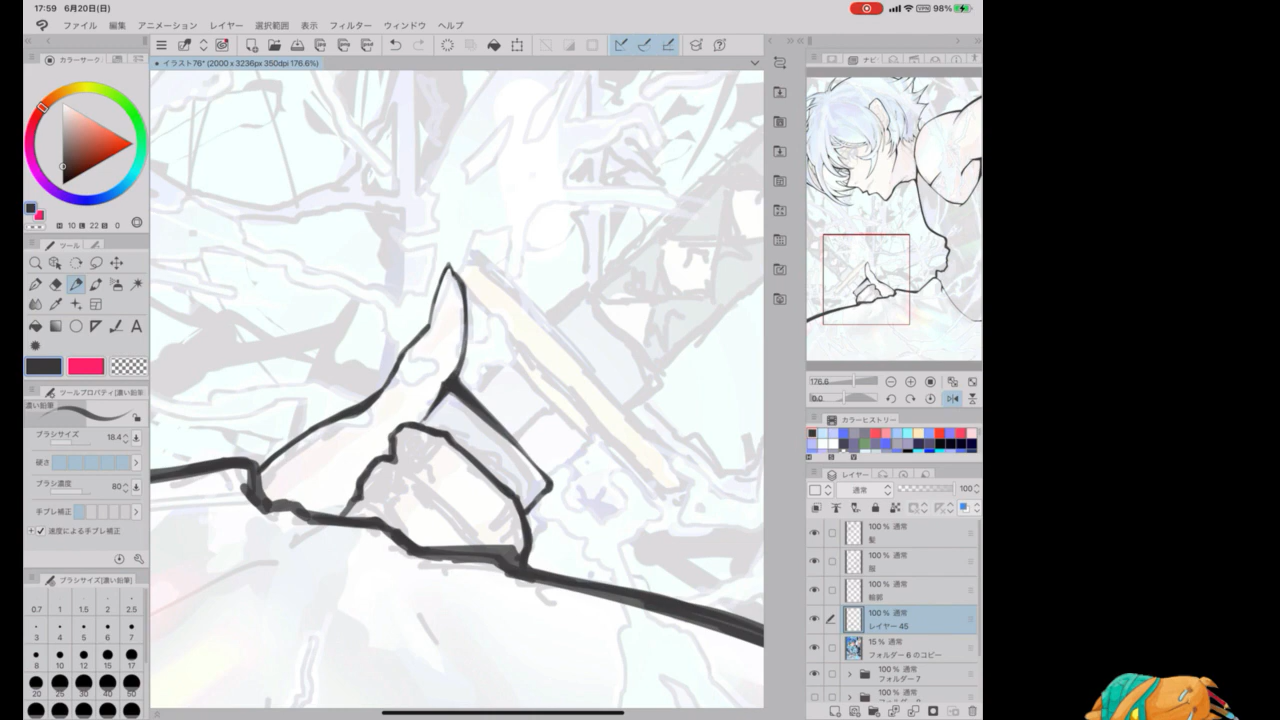 17:59 6月20日(日)
VPN 98%
ファイル 編集 アニメーション レイヤー 選択範囲 表示 フィルター ウィンドウ ヘルプ
カラーサーク
イラスト76* (2000 x 3236px 350dpi 176.6%)
ナビ
H 10 L 22 S 0
ツール
A
ツールプロパティ[濃い鉛筆
濃い鉛筆
ブラシサイズ 18.4
硬さ
ブラシ濃度 80
手ブレ補正
速度による手ブレ補正
ブラシサイズ[濃い鉛筆]
0.7 1 1.5 2 2.5
3 4 5 6 7
8 10 12 15 17
20 25 30 40 50
176.6
0.0
カラーヒストリー
レイヤー
通常 100
100 % 通常
髪
100 % 通常
服
100 % 通常
輪郭
100 % 通常
レイヤー 45
15 % 通常
フォルダー 6 のコピー
100 % 通常
フォルダー 7
100 % 通常